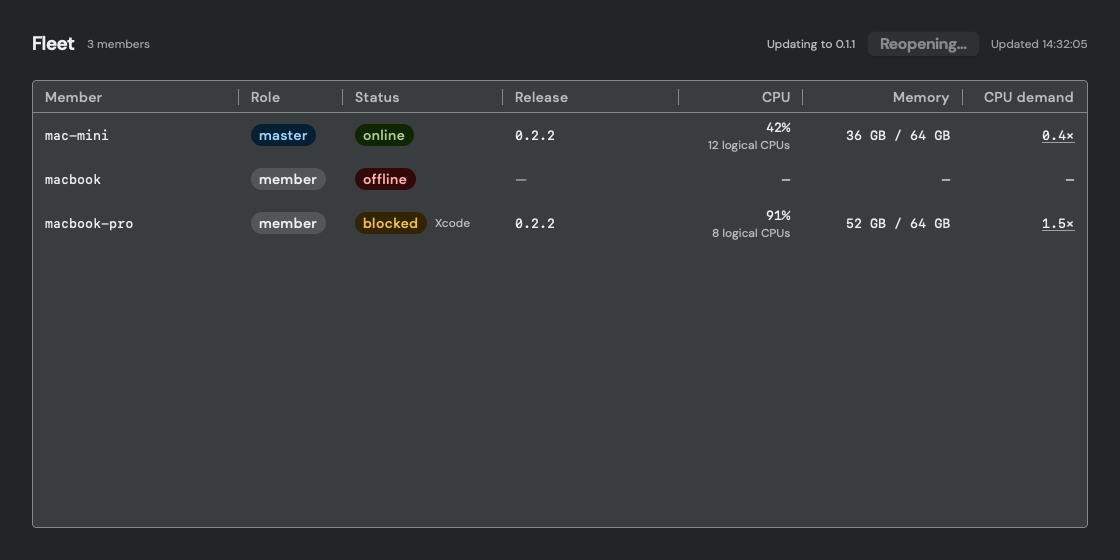 Fleet 3 members Updating to 0.1.1 Reopening... Updated 14:32:05
Member Role Status Release CPU Memory CPU demand
mac-mini master online 0.2.2 42% 36 GB / 64 GB 0.4×
12 logical CPUs
macbook member offline — — — —
macbook-pro member blocked Xcode 0.2.2 91% 52 GB / 64 GB 1.5×
8 logical CPUs